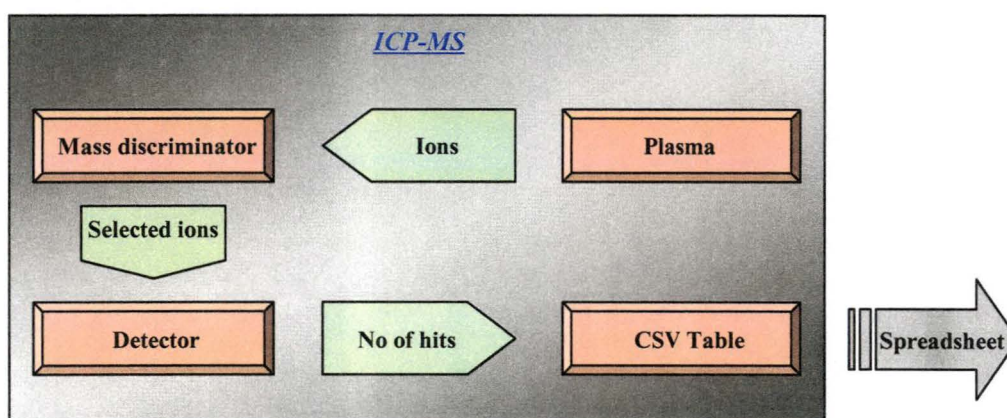 ICP-MS
Mass discriminator
Ions
Plasma
Selected ions
Detector
No of hits
CSV Table
Spreadsheet